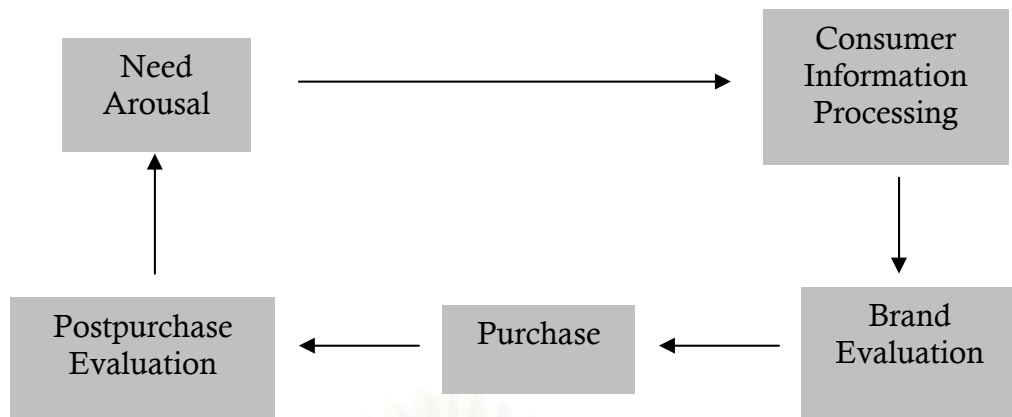 Need
Arousal
Consumer
Information
Processing
Postpurchase
Evaluation
Purchase
Brand
Evaluation